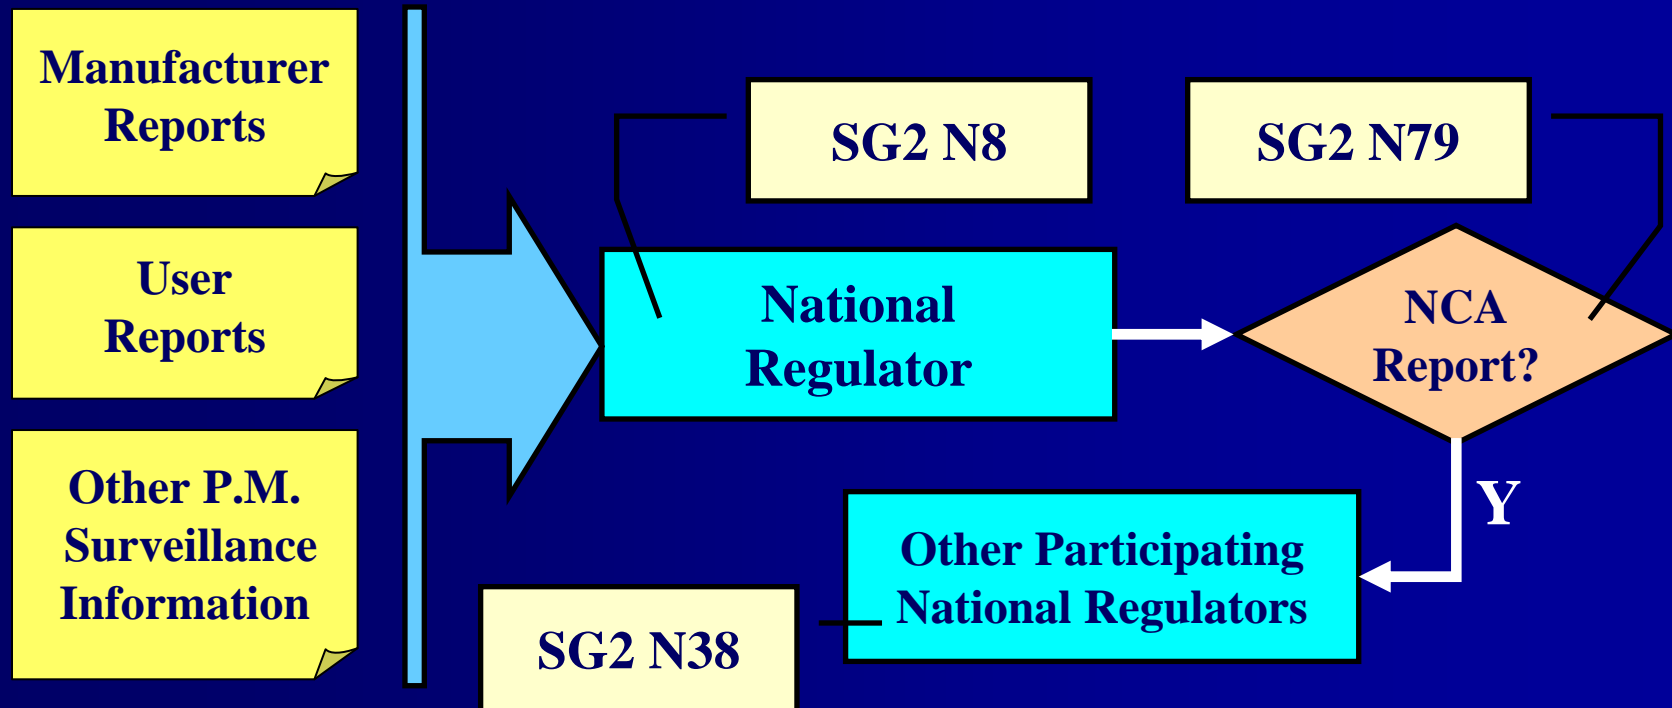 Manufacturer
Reports
User
Reports
Other P.M.
Surveillance
Information
SG2 N8
SG2 N79
National
Regulator
NCA
Report?
Y
Other Participating
National Regulators
SG2 N38